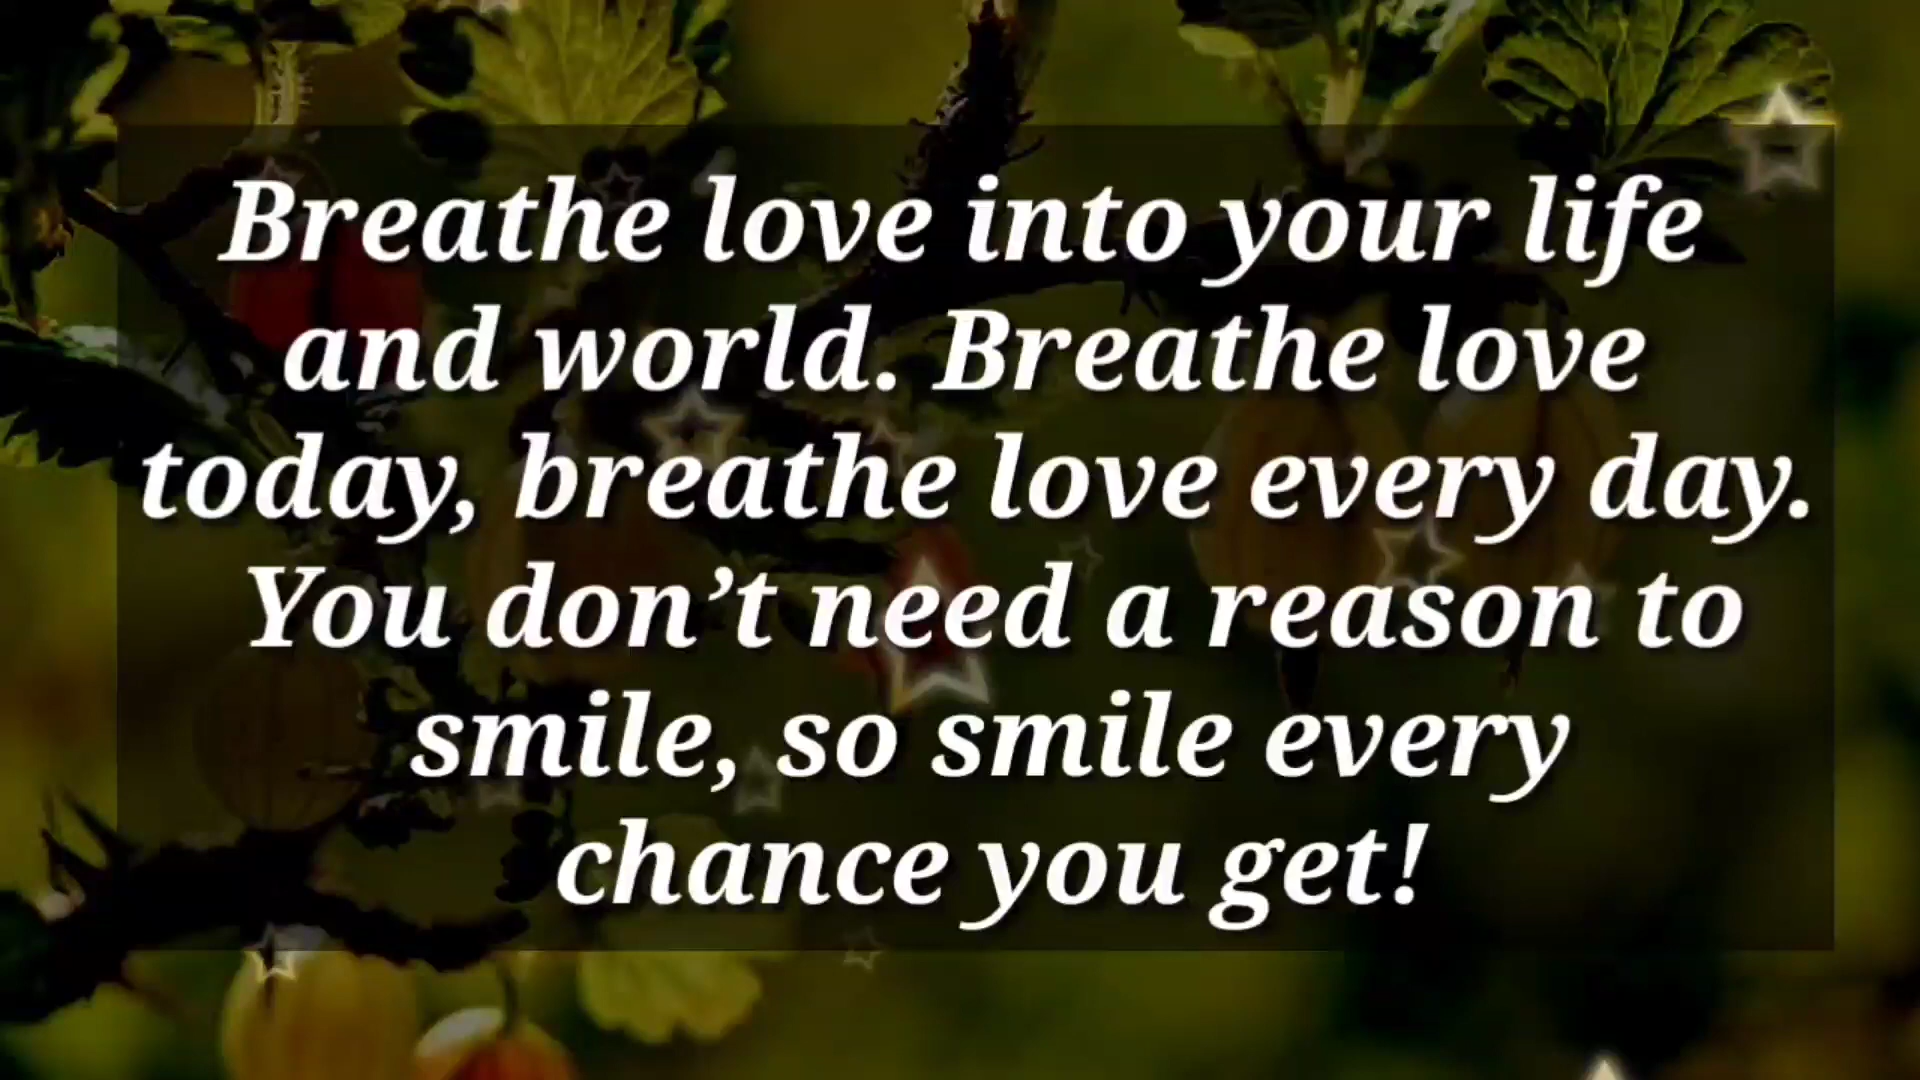 Breathe love into your life
and world. Breathe love
today, breathe love every day.
You don’t need a reason to
smile, so smile every
chance you get!